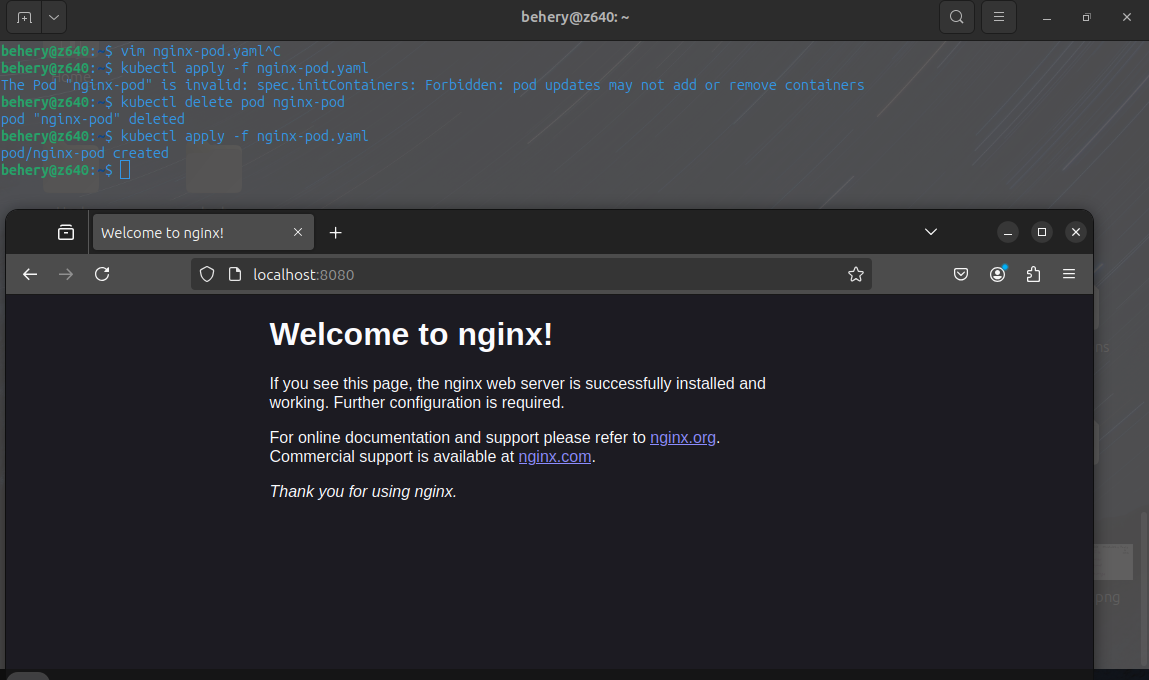 behery@z640: ~
behery@z640:~$ vim nginx-pod.yaml^C
behery@z640:~$ kubectl apply -f nginx-pod.yaml
The Pod "nginx-pod" is invalid: spec.initContainers: Forbidden: pod updates may not add or remove containers
behery@z640:~$ kubectl delete pod nginx-pod
pod "nginx-pod" deleted
behery@z640:~$ kubectl apply -f nginx-pod.yaml
pod/nginx-pod created
behery@z640:~$
Welcome to nginx!
localhost:8080
Welcome to nginx!
If you see this page, the nginx web server is successfully installed and
working. Further configuration is required.
For online documentation and support please refer to nginx.org.
Commercial support is available at nginx.com.
Thank you for using nginx.